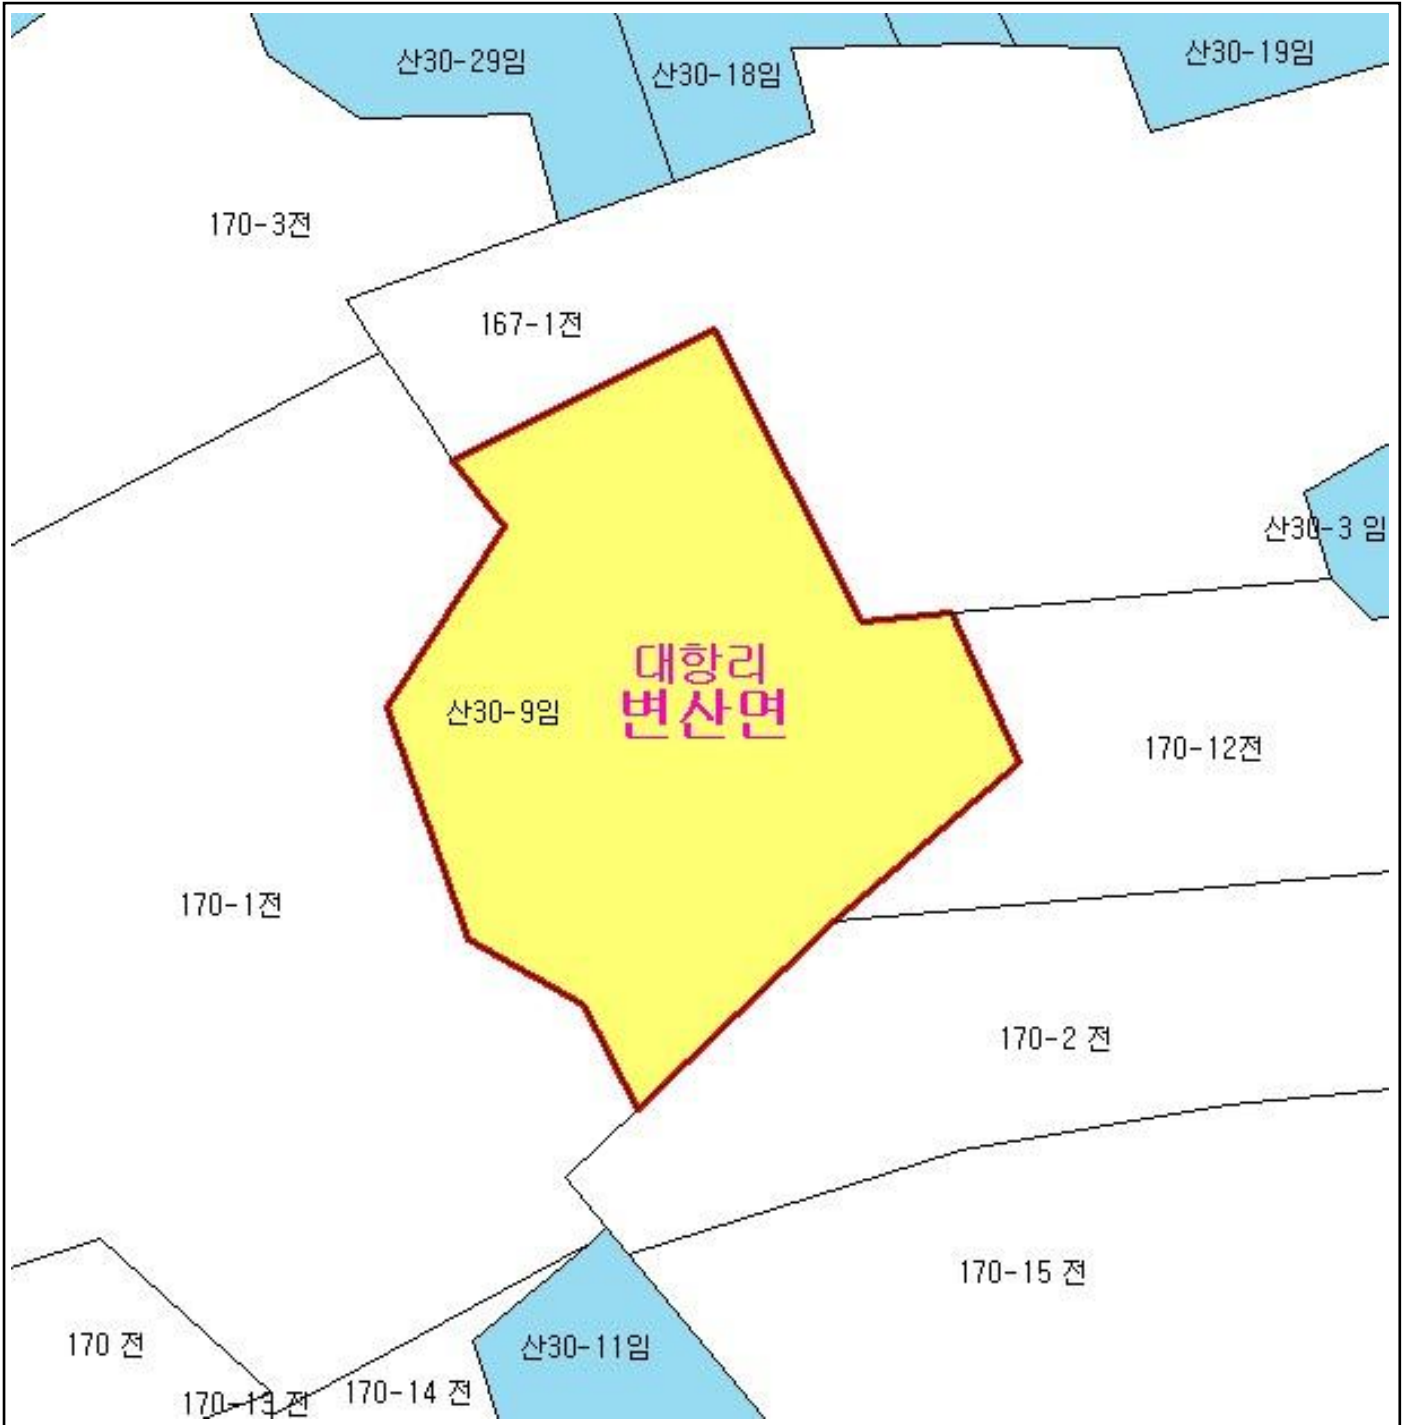 산30-29임
산30-18임
산30-19임
170-3전
167-1전
산30-3 임
대항리
변산면
산30-9임
170-12전
170-1전
170-2 전
170-15 전
170 전
산30-11임
170-13 전
170-14 전